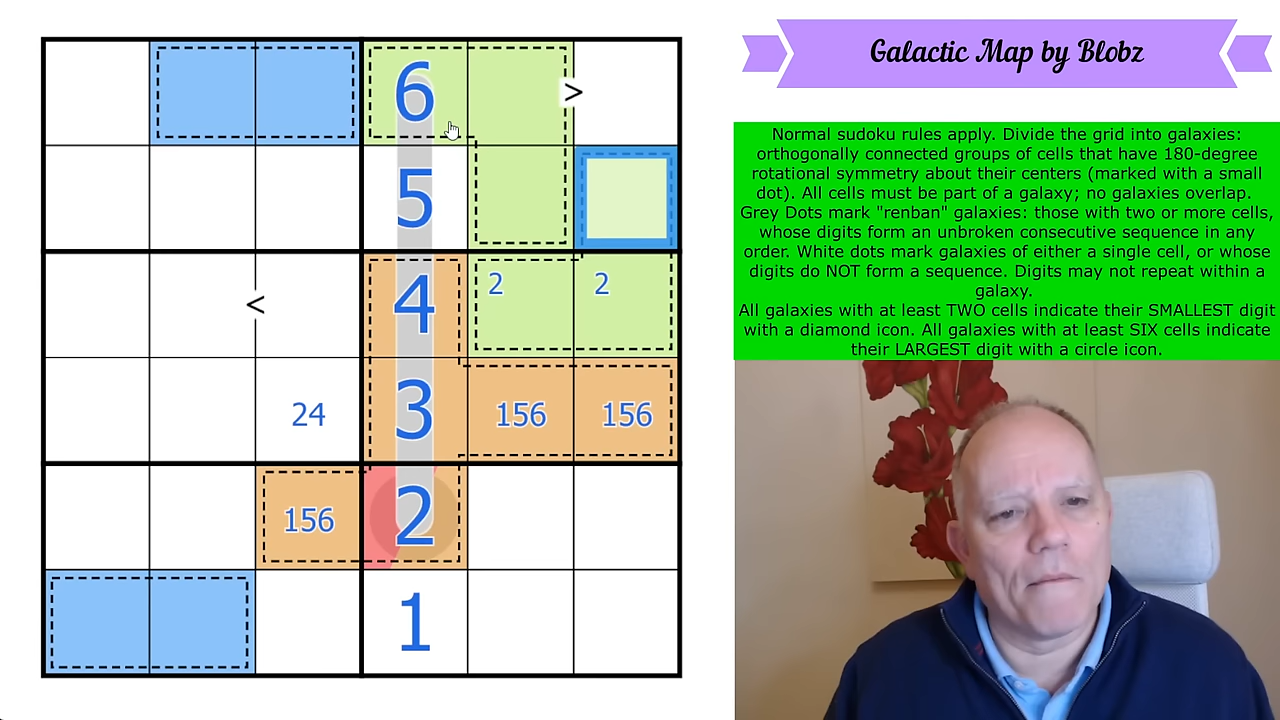 Galactic Map by Blobz
Normal sudoku rules apply. Divide the grid into galaxies:
orthogonally connected groups of cells that have 180-degree
rotational symmetry about their centers (marked with a small
dot). All cells must be part of a galaxy; no galaxies overlap.
Grey Dots mark "renban" galaxies: those with two or more cells,
whose digits form an unbroken consecutive sequence in any
order. White dots mark galaxies of either a single cell, or whose
digits do NOT form a sequence. Digits may not repeat within a
galaxy.
All galaxies with at least TWO cells indicate their SMALLEST digit
with a diamond icon. All galaxies with at least SIX cells indicate
their LARGEST digit with a circle icon.
6 >
5
< 4 2 2
24 3 156 156
156 2
1